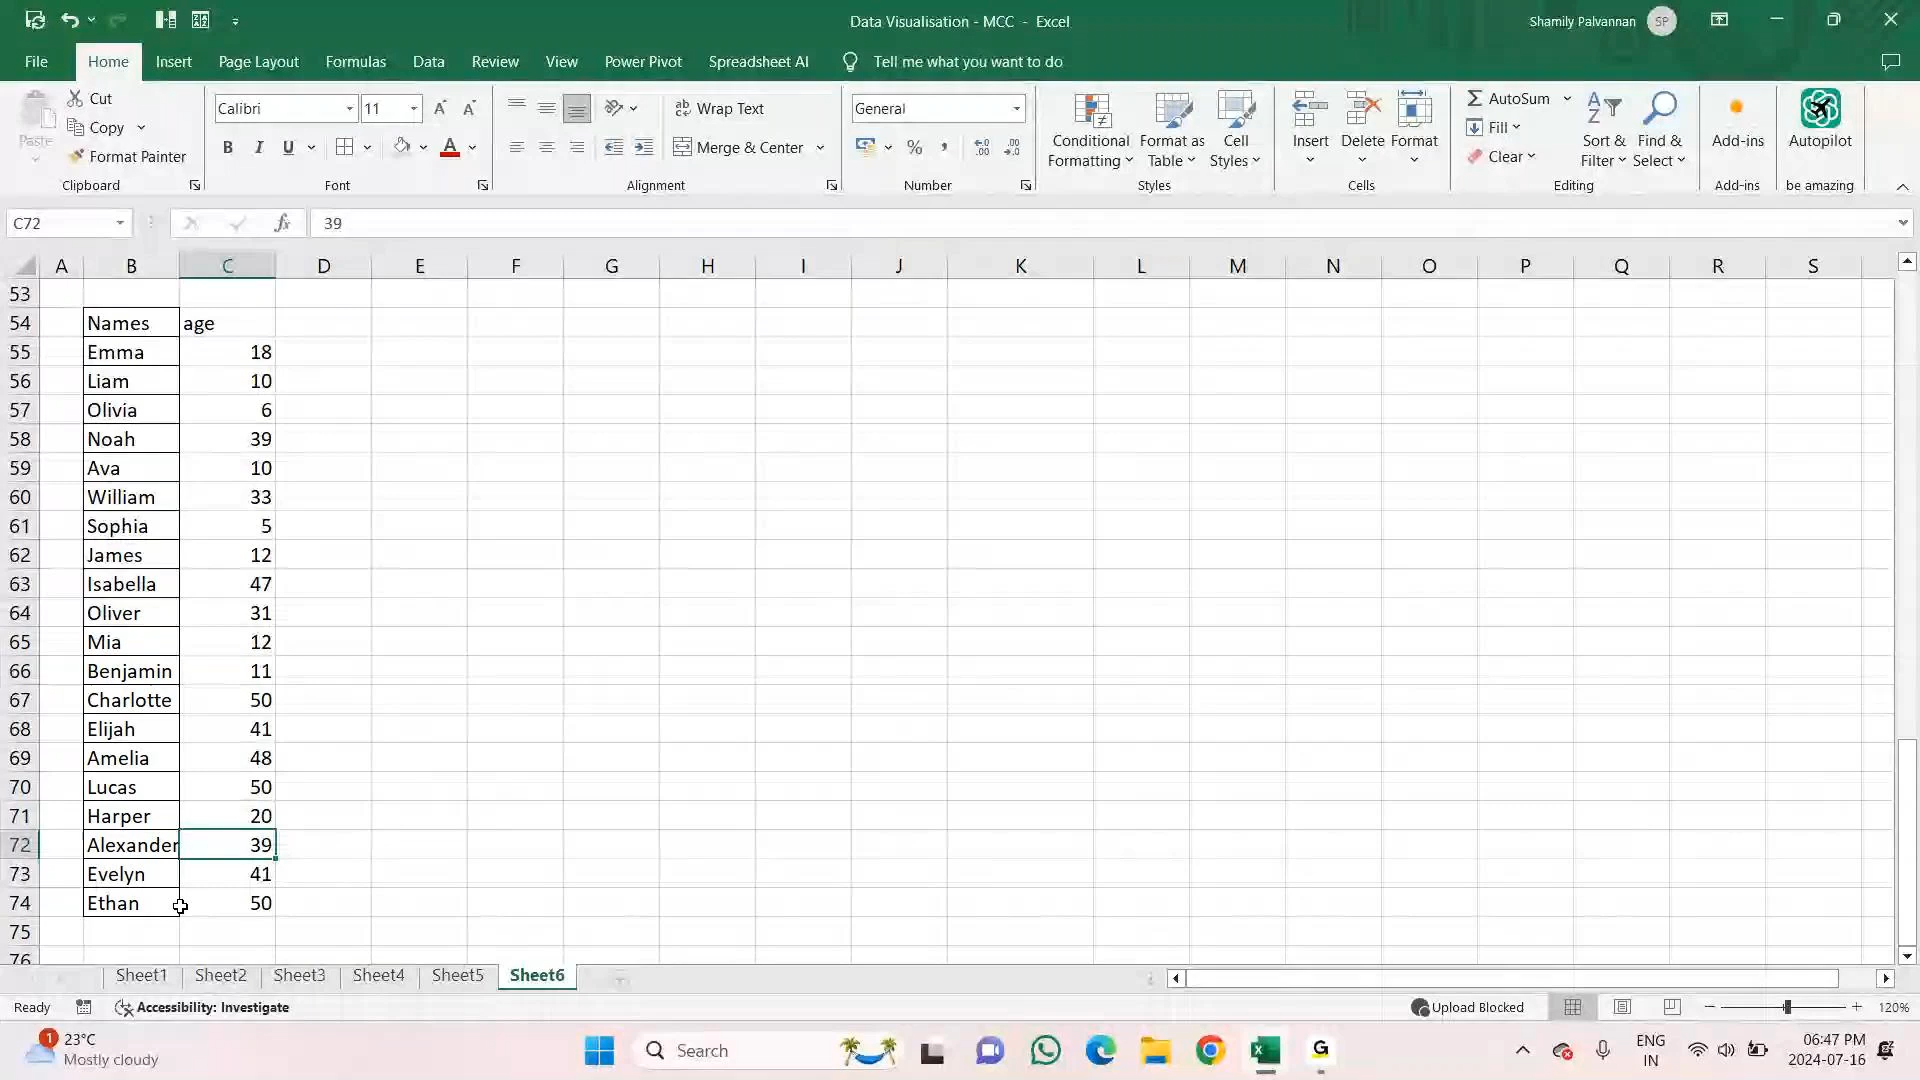 Data Visualisation - MCC - Excel
Shamily Palvannan SP
File Home Insert Page Layout Formulas Data Review View Power Pivot Spreadsheet AI Tell me what you want to do
Paste
Cut
Copy
Format Painter
Clipboard
Calibri 11
B I U
Font
Wrap Text
Merge & Center
Alignment
General
Number
Conditional Formatting
Format as Table
Cell Styles
Styles
Insert Delete Format
Cells
AutoSum
Fill
Clear
Sort & Filter
Find & Select
Editing
Add-ins
Add-ins
Autopilot
be amazing
C72 fx 39
A B C D E F G H I J K L M N O P Q R S
53
54 Names age
55 Emma 18
56 Liam 10
57 Olivia 6
58 Noah 39
59 Ava 10
60 William 33
61 Sophia 5
62 James 12
63 Isabella 47
64 Oliver 31
65 Mia 12
66 Benjamin 11
67 Charlotte 50
68 Elijah 41
69 Amelia 48
70 Lucas 50
71 Harper 20
72 Alexander 39
73 Evelyn 41
74 Ethan 50
75
76
Sheet1 Sheet2 Sheet3 Sheet4 Sheet5 Sheet6
Ready Accessibility: Investigate Upload Blocked 120%
1 23°C
Mostly cloudy
Search
ENG
IN
06:47 PM
2024-07-16